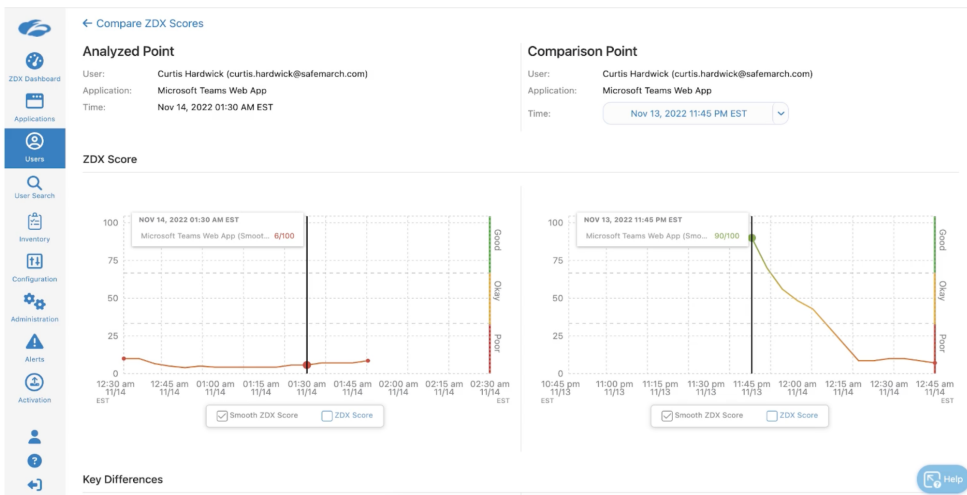 ← Compare ZDX Scores
Analyzed Point
User: Curtis Hardwick (curtis.hardwick@safemarch.com)
Application: Microsoft Teams Web App
Time: Nov 14, 2022 01:30 AM EST
Comparison Point
User: Curtis Hardwick (curtis.hardwick@safemarch.com)
Application: Microsoft Teams Web App
Time: Nov 13, 2022 11:45 PM EST
ZDX Dashboard
Applications
Users
User Search
Inventory
Configuration
Administration
Alerts
Activation
ZDX Score
NOV 14, 2022 01:30 AM EST
Microsoft Teams Web App (Smoot... 6/100
100
75
50
25
0
Good
Okay
Poor
12:30 am 12:45 am 01:00 am 01:15 am 01:30 am 01:45 am 02:00 am 02:15 am 02:30 am
11/14 11/14 11/14 11/14 11/14 11/14 11/14 11/14 11/14
EST EST
Smooth ZDX Score ZDX Score
NOV 13, 2022 11:45 PM EST
Microsoft Teams Web App (Smo... 90/100
100
75
50
25
0
Good
Okay
Poor
10:45 pm 11:00 pm 11:15 pm 11:30 pm 11:45 pm 12:00 am 12:15 am 12:30 am 12:45 am
11/13 11/13 11/13 11/13 11/13 11/14 11/14 11/14 11/14
EST EST
Smooth ZDX Score ZDX Score
Key Differences
Help